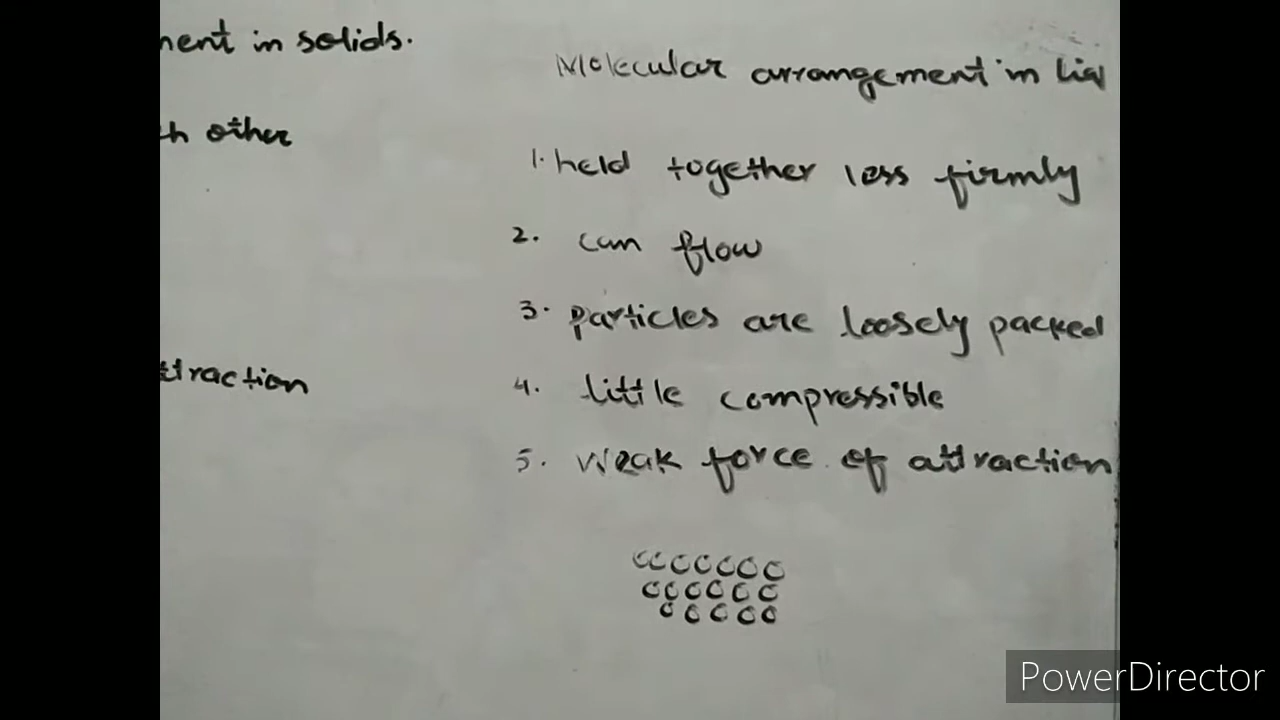 nent in solids.
h other
ttraction
Molecular arrangement in liq
1. held together less firmly
2. can flow
3. particles are loosely packed
4. little compressible
5. weak force of attraction
PowerDirector